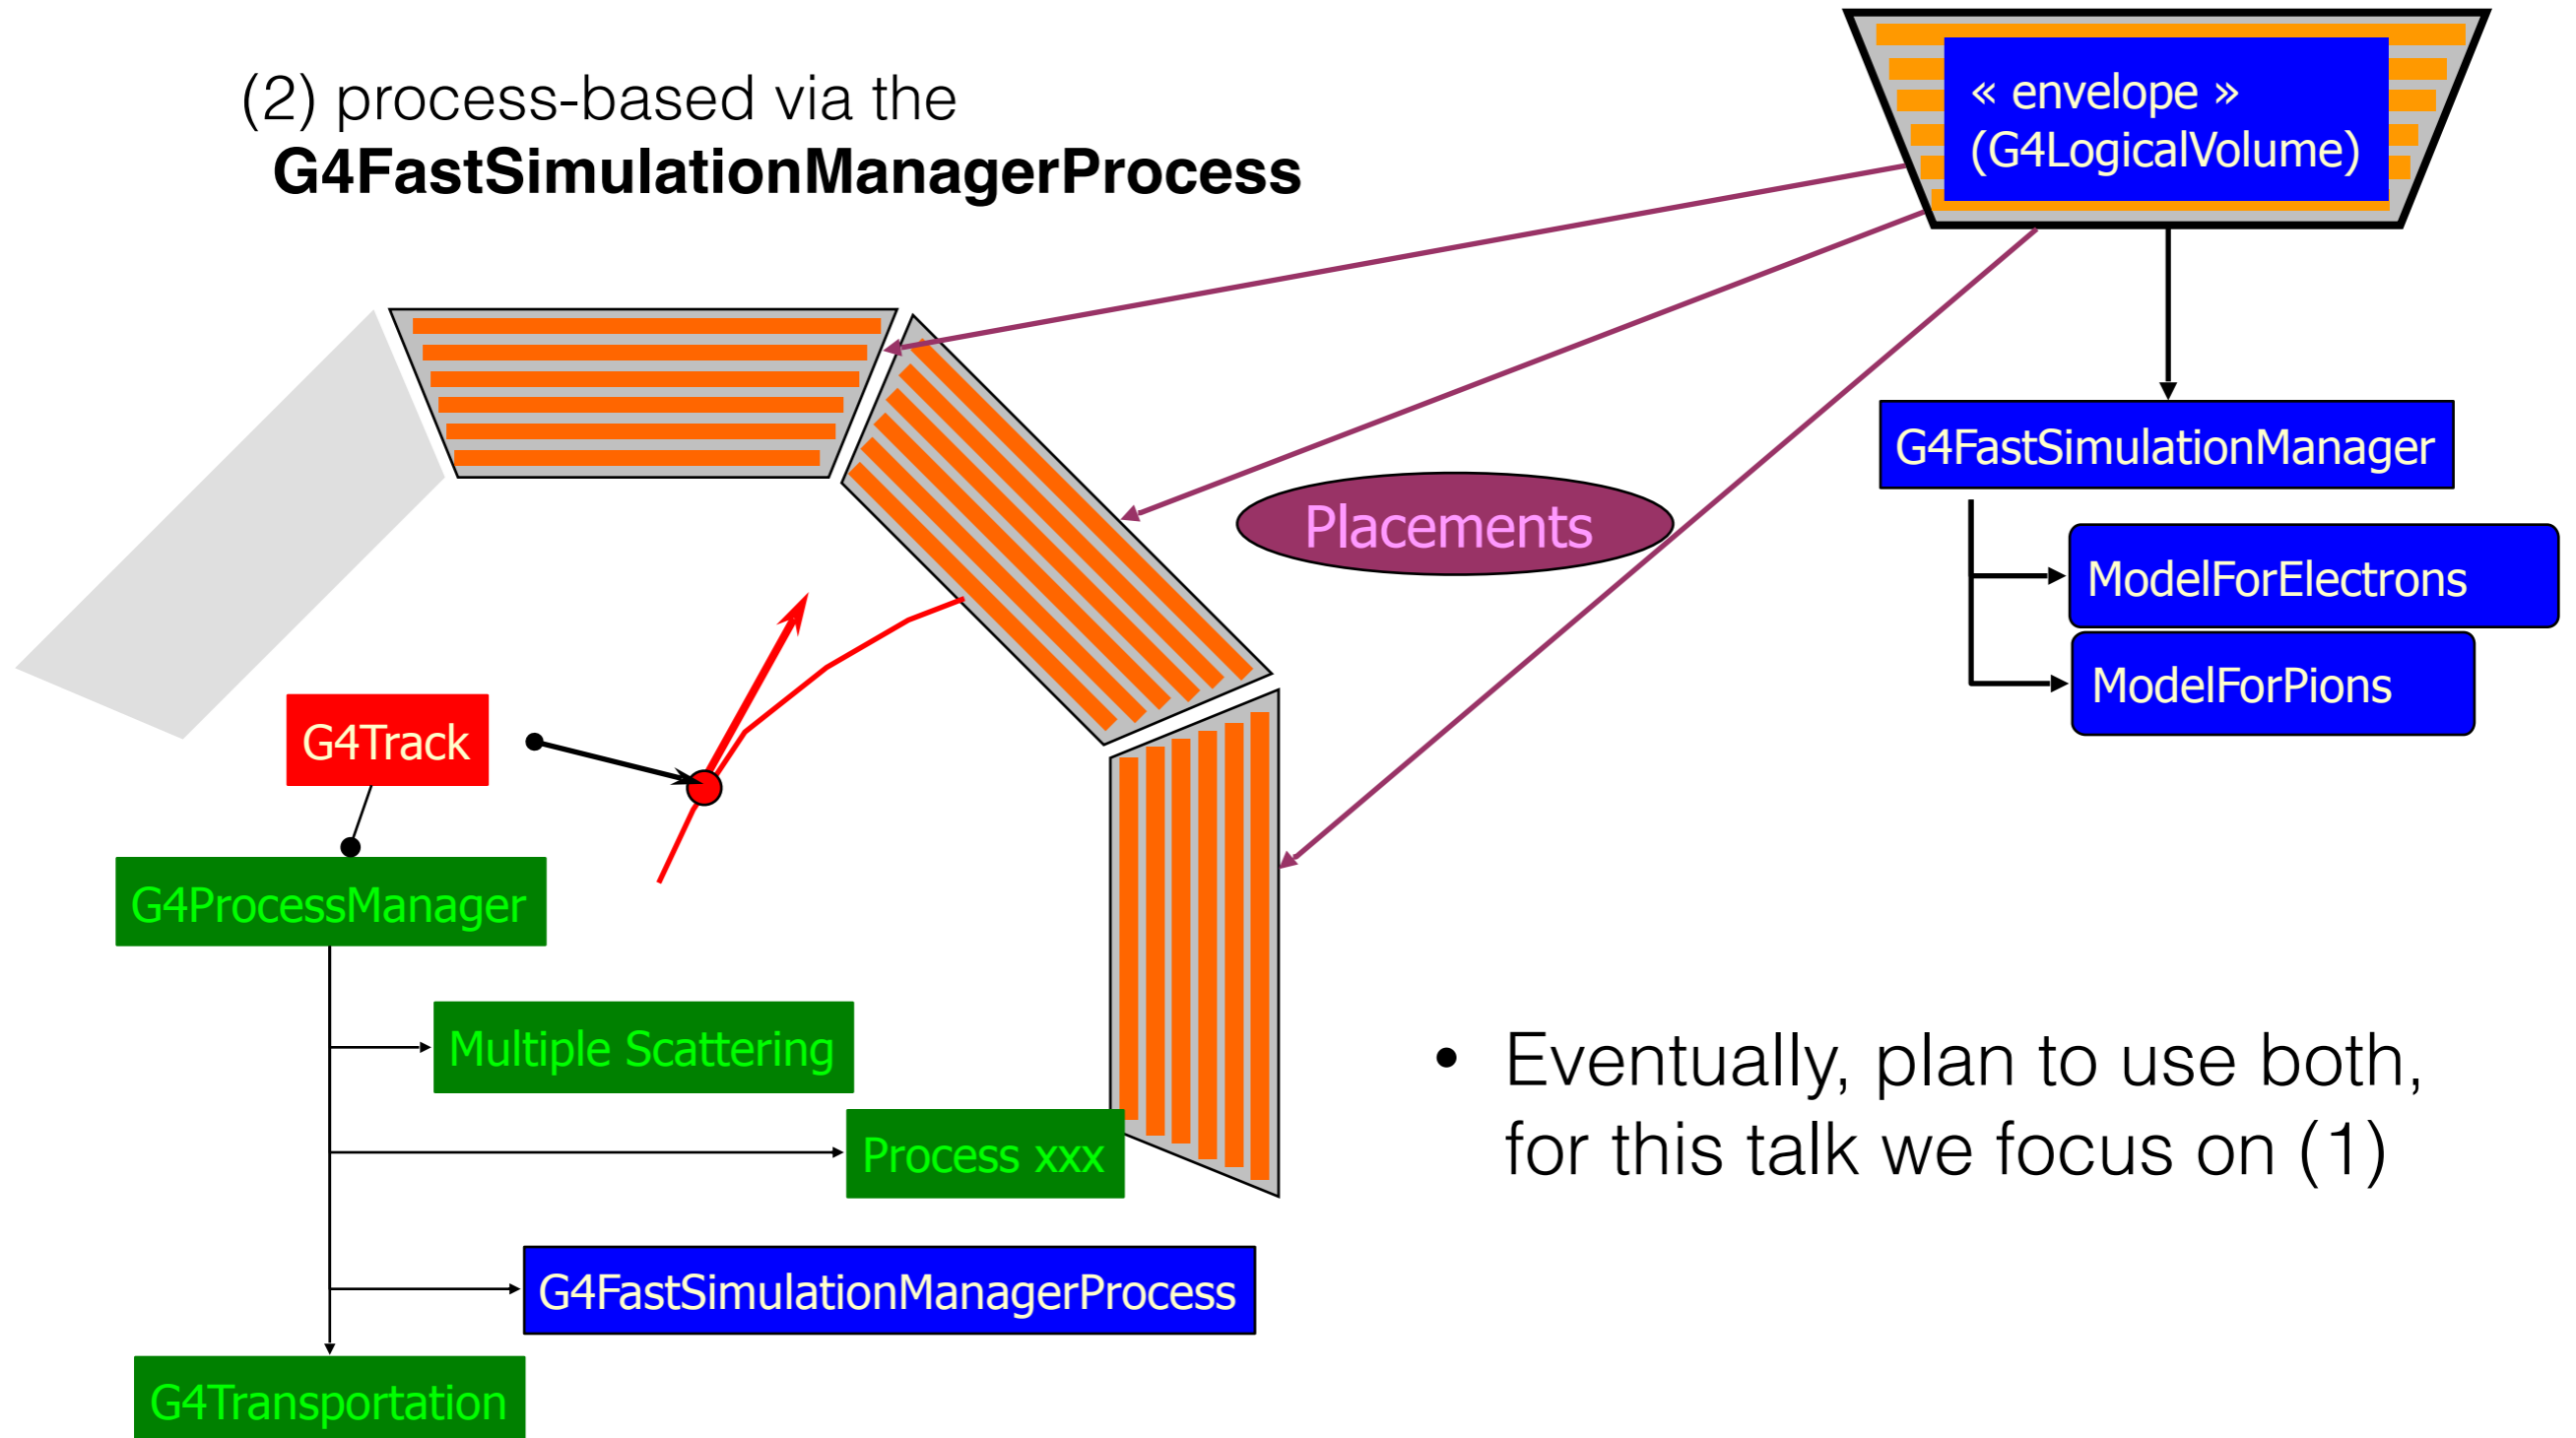 (2) process-based via the
G4FastSimulationManagerProcess
« envelope »
(G4LogicalVolume)
G4FastSimulationManager
Placements
ModelForElectrons
ModelForPions
G4Track
G4ProcessManager
Multiple Scattering
Process xxx
G4FastSimulationManagerProcess
G4Transportation
• Eventually, plan to use both,
for this talk we focus on (1)